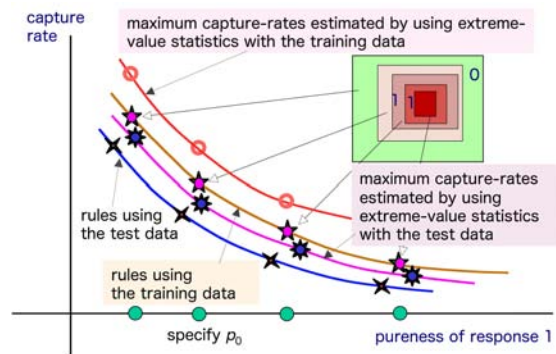 capture
rate
maximum capture-rates estimated by using extreme-
value statistics with the training data
0
1
1
maximum capture-rates
estimated by using
extreme-value statistics
with the test data
rules using
the test data
rules using
the training data
specify p₀
pureness of response 1